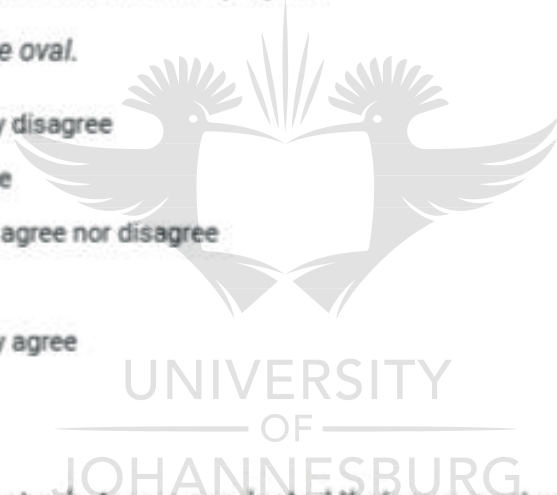 e oval.
y disagree
e
agree nor disagree
y agree
UNIVERSITY
OF
JOHANNESBURG